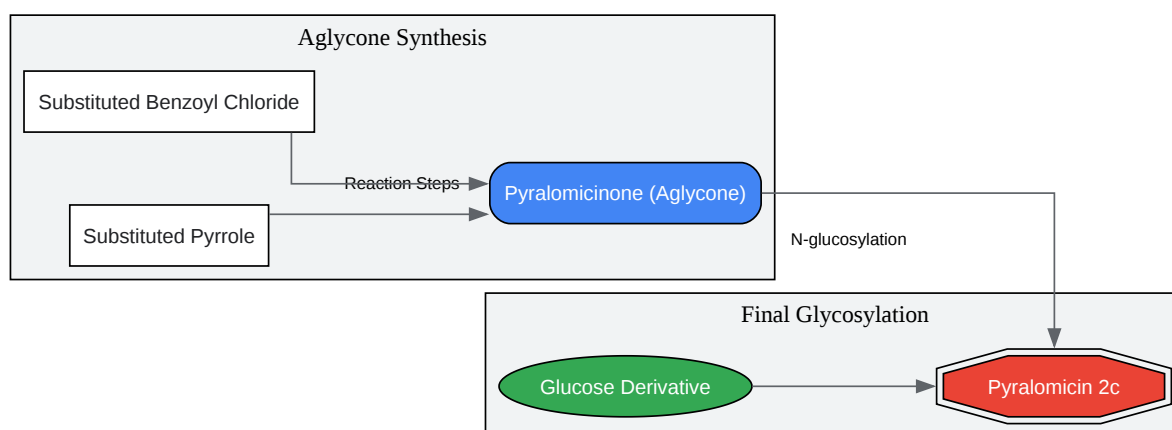 Aglycone Synthesis
Substituted Benzoyl Chloride
Reaction Steps
Pyralomicinone (Aglycone)
Substituted Pyrrole
N-glucosylation
Final Glycosylation
Glucose Derivative
Pyralomicin 2c